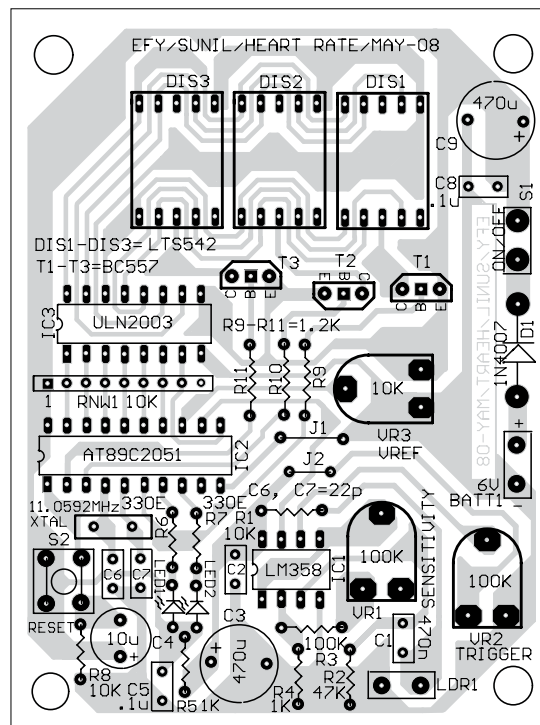 EFY/SUNIL/HEART RATE/MAY-08
DIS3
DIS2
DIS1
470u
+
C9
C8
.1u
S1
ON/OFF
EFY/SUNIL/HEART/MAY-08
DIS1-DIS3= LTS542
T1-T3=BC557
T3
C B E
T2
E B C
T1
C B E
IC3
ULN2003
R9-R11=1.2K
D1
1N4007
R11
R10
R9
10K
VR3
VREF
1
RNW1 10K
J1
J2
AT89C2051
IC2
+
6V
BATT1
-
11.0592MHz
XTAL
330E
330E
R6
R7
C6, C7=22p
R1
10K
S2
RESET
C6
C7
LED1
LED2
C2
LM358
IC1
100K
VR1
SENSITIVITY
100K
VR2
TRIGGER
10u
+
C4
C3
470u
+
100K
R3
C1
470n
R8
10K
C5
.1u
R5
1K
R4
1K
R2
47K
LDR1